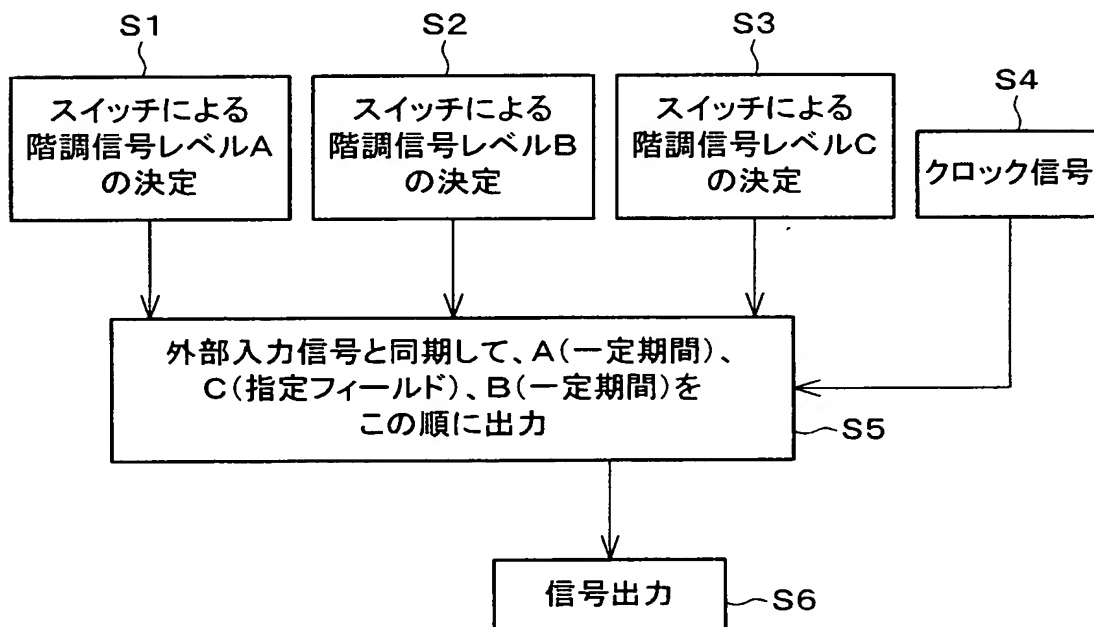 S1
S2
S3
S4
スイッチによる
階調信号レベルA
の決定
スイッチによる
階調信号レベルB
の決定
スイッチによる
階調信号レベルC
の決定
クロック信号
外部入力信号と同期して、A(一定期間)、
C(指定フィールド)、B(一定期間)を
この順に出力
S5
信号出力
S6